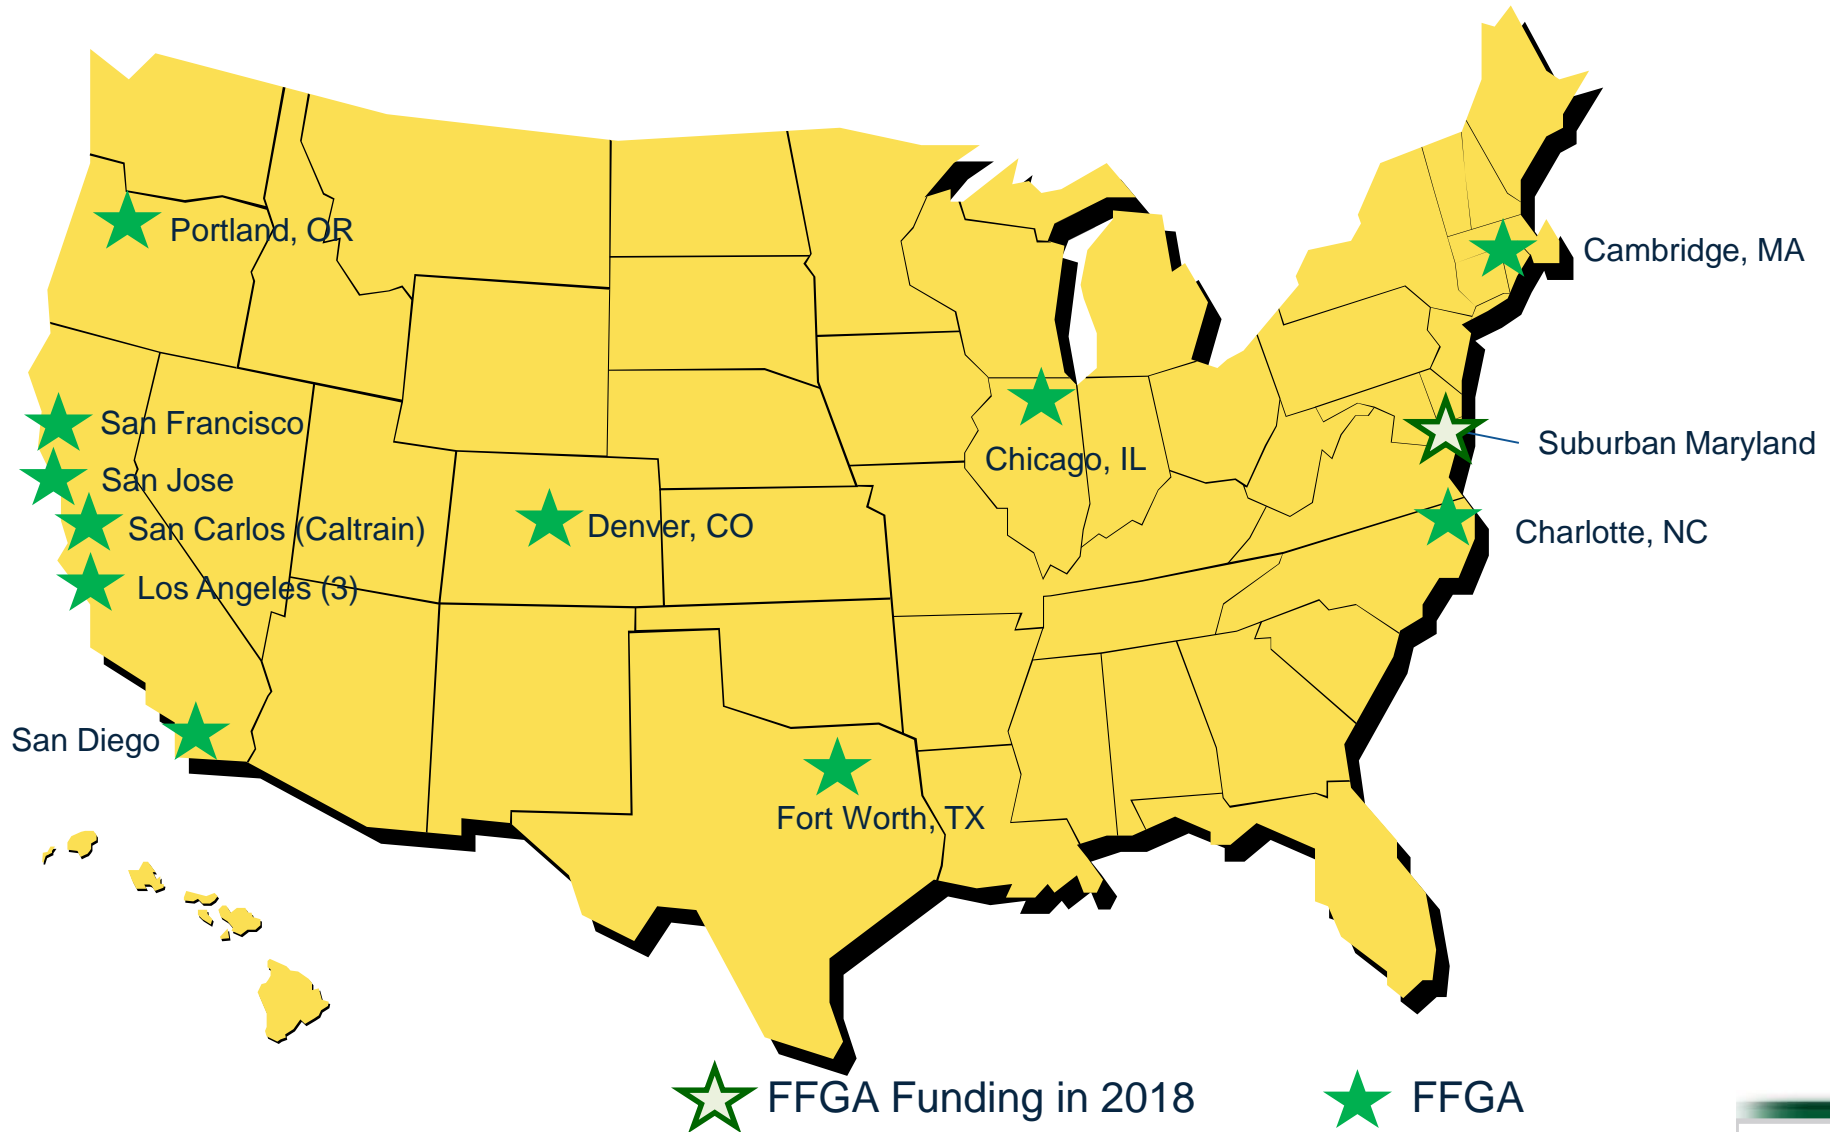 Portland, OR
Cambridge, MA
San Francisco
Suburban Maryland
Chicago, IL
San Jose
San Carlos (Caltrain)
Denver, CO
Charlotte, NC
Los Angeles (3)
San Diego
Fort Worth, TX
FFGA Funding in 2018
FFGA